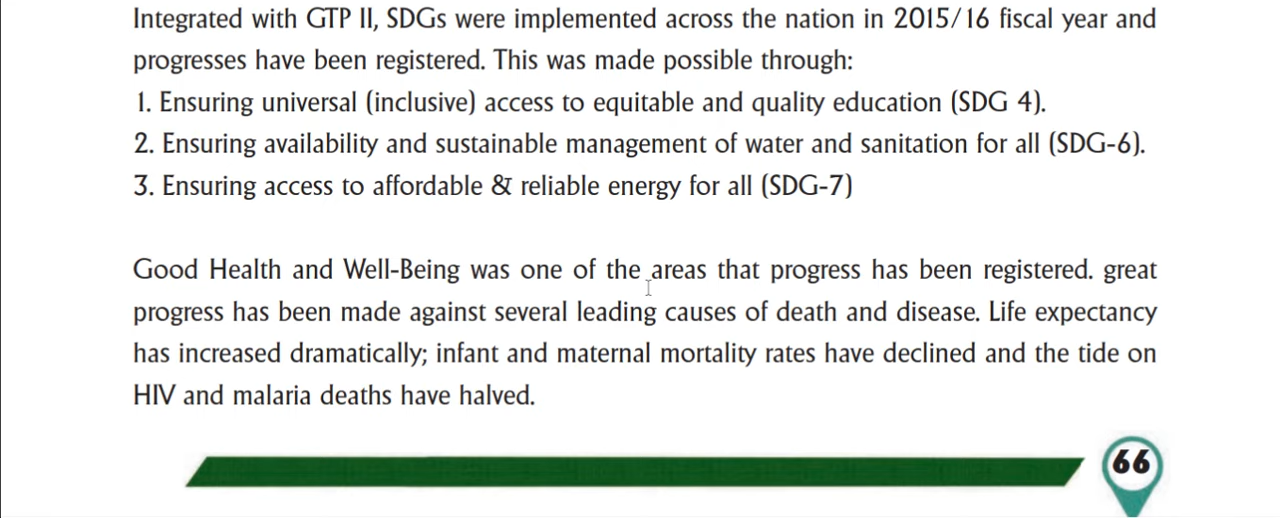 Integrated with GTP II, SDGs were implemented across the nation in 2015/16 fiscal year and
progresses have been registered. This was made possible through:
1. Ensuring universal (inclusive) access to equitable and quality education (SDG 4).
2. Ensuring availability and sustainable management of water and sanitation for all (SDG-6).
3. Ensuring access to affordable & reliable energy for all (SDG-7)
Good Health and Well-Being was one of the areas that progress has been registered. great
progress has been made against several leading causes of death and disease. Life expectancy
has increased dramatically; infant and maternal mortality rates have declined and the tide on
HIV and malaria deaths have halved.
66